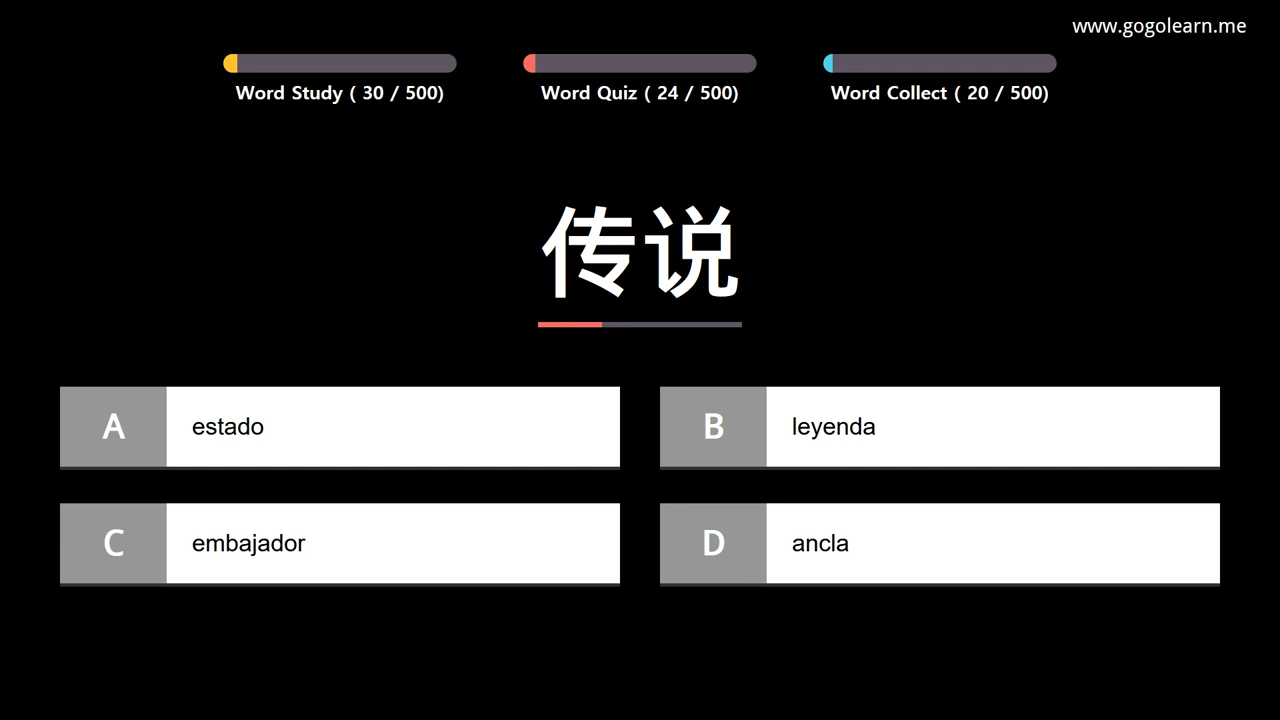 www.gogolearn.me
Word Study ( 30 / 500)
Word Quiz ( 24 / 500)
Word Collect ( 20 / 500)
传说
A estado
B leyenda
C embajador
D ancla